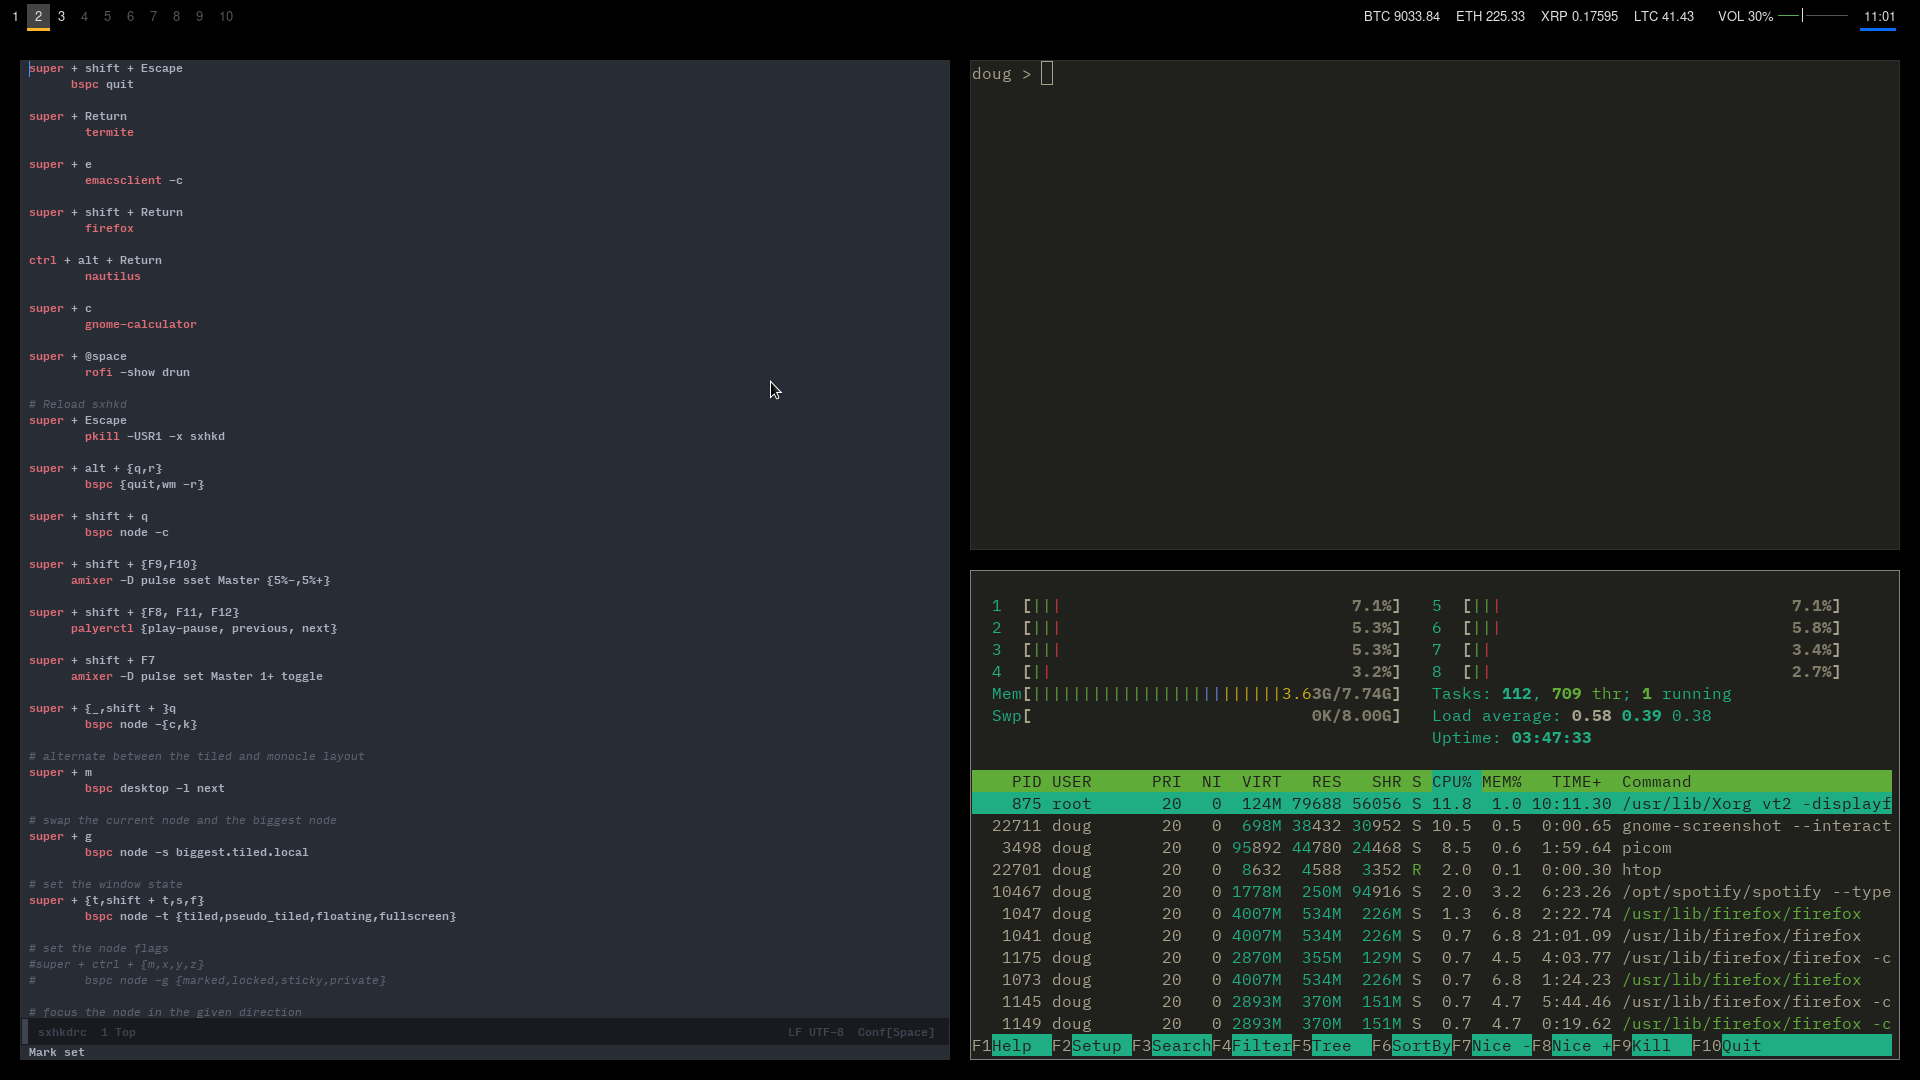 1 2 3 4 5 6 7 8 9 10 BTC 9033.84 ETH 225.33 XRP 0.17595 LTC 41.43 VOL 30% 11:01
super + shift + Escape
bspc quit
super + Return
termite
super + e
emacsclient -c
super + shift + Return
firefox
ctrl + alt + Return
nautilus
super + c
gnome-calculator
super + @space
rofi -show drun
# Reload sxhkd
super + Escape
pkill -USR1 -x sxhkd
super + alt + {q,r}
bspc {quit,wm -r}
super + shift + q
bspc node -c
super + shift + {F9,F10}
amixer -D pulse sset Master {5%-,5%+}
super + shift + {F8, F11, F12}
palyerctl {play-pause, previous, next}
super + shift + F7
amixer -D pulse set Master 1+ toggle
super + {_,shift + }q
bspc node -{c,k}
# alternate between the tiled and monocle layout
super + m
bspc desktop -l next
# swap the current node and the biggest node
super + g
bspc node -s biggest.tiled.local
# set the window state
super + {t,shift + t,s,f}
bspc node -t {tiled,pseudo_tiled,floating,fullscreen}
# set the node flags
#super + ctrl + {m,x,y,z}
#       bspc node -g {marked,locked,sticky,private}
# focus the node in the given direction
sxhkdrc 1 Top LF UTF-8 Conf[Space]
Mark set
doug >
1 [||| 7.1%] 5 [||| 7.1%]
2 [||| 5.3%] 6 [||| 5.8%]
3 [||| 5.3%] 7 [|| 3.4%]
4 [|| 3.2%] 8 [|| 2.7%]
Mem[|||||||||||||||||||||||||3.63G/7.74G] Tasks: 112, 709 thr; 1 running
Swp[ 0K/8.00G] Load average: 0.58 0.39 0.38
Uptime: 03:47:33
PID USER PRI NI VIRT RES SHR S CPU% MEM% TIME+ Command
875 root 20 0 124M 79688 56056 S 11.8 1.0 10:11.30 /usr/lib/Xorg vt2 -displayf
22711 doug 20 0 698M 38432 30952 S 10.5 0.5 0:00.65 gnome-screenshot --interact
3498 doug 20 0 95892 44780 24468 S 8.5 0.6 1:59.64 picom
22701 doug 20 0 8632 4588 3352 R 2.0 0.1 0:00.30 htop
10467 doug 20 0 1778M 250M 94916 S 2.0 3.2 6:23.26 /opt/spotify/spotify --type
1047 doug 20 0 4007M 534M 226M S 1.3 6.8 2:22.74 /usr/lib/firefox/firefox
1041 doug 20 0 4007M 534M 226M S 0.7 6.8 21:01.09 /usr/lib/firefox/firefox
1175 doug 20 0 2870M 355M 129M S 0.7 4.5 4:03.77 /usr/lib/firefox/firefox -c
1073 doug 20 0 4007M 534M 226M S 0.7 6.8 1:24.23 /usr/lib/firefox/firefox
1145 doug 20 0 2893M 370M 151M S 0.7 4.7 5:44.46 /usr/lib/firefox/firefox -c
1149 doug 20 0 2893M 370M 151M S 0.7 4.7 0:19.62 /usr/lib/firefox/firefox -c
F1Help F2Setup F3SearchF4FilterF5Tree F6SortByF7Nice -F8Nice +F9Kill F10Quit